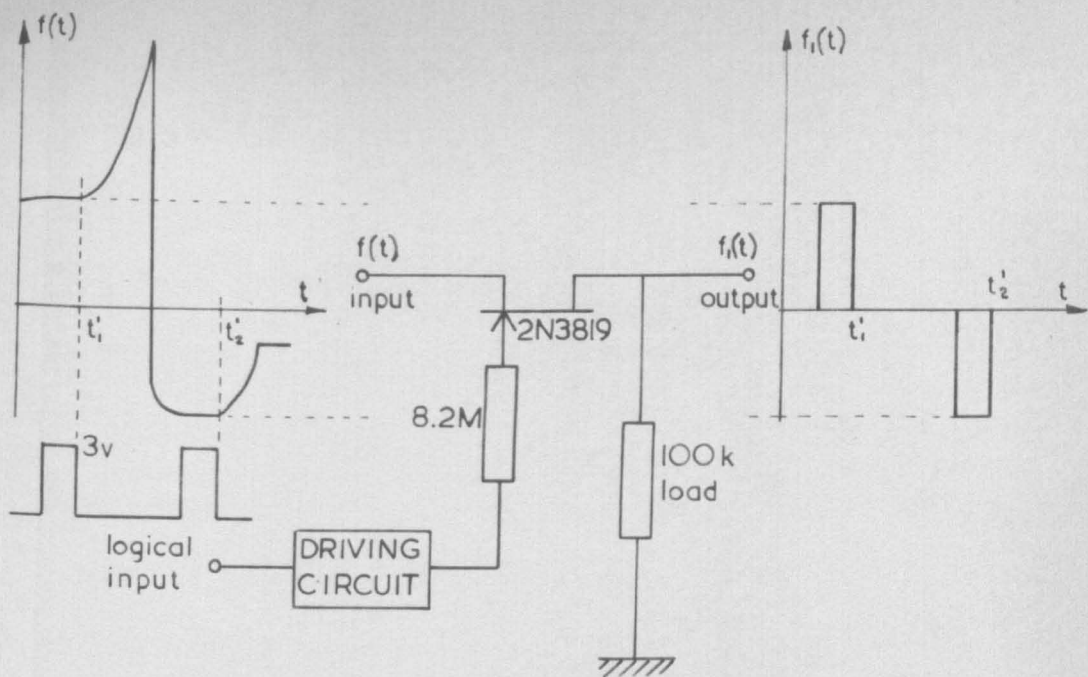 f(t)
t
t'₁
t'₂
3v
logical
input
DRIVING
CIRCUIT
f(t)
input
2N3819
8.2M
100k
load
f₁(t)
output
f₁(t)
t
t'₁
t'₂